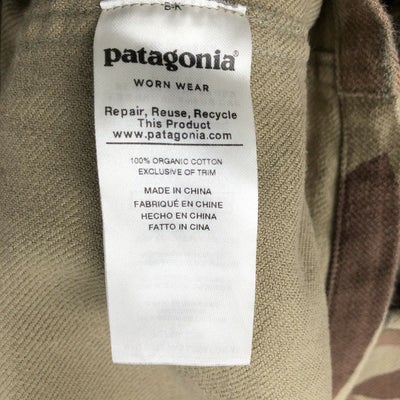 B-K
patagonia®
WORN WEAR
Repair, Reuse, Recycle
This Product
www.patagonia.com
100% ORGANIC COTTON
EXCLUSIVE OF TRIM
MADE IN CHINA
FABRIQUÉ EN CHINE
HECHO EN CHINA
FATTO IN CINA